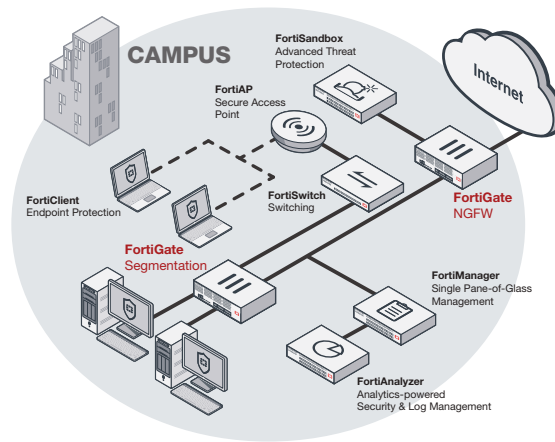 CAMPUS
FortiSandbox
Advanced Threat
Protection
Internet
FortiAP
Secure Access
Point
FortiClient
Endpoint Protection
FortiSwitch
Switching
FortiGate
NGFW
FortiGate
Segmentation
FortiManager
Single Pane-of-Glass
Management
FortiAnalyzer
Analytics-powered
Security & Log Management